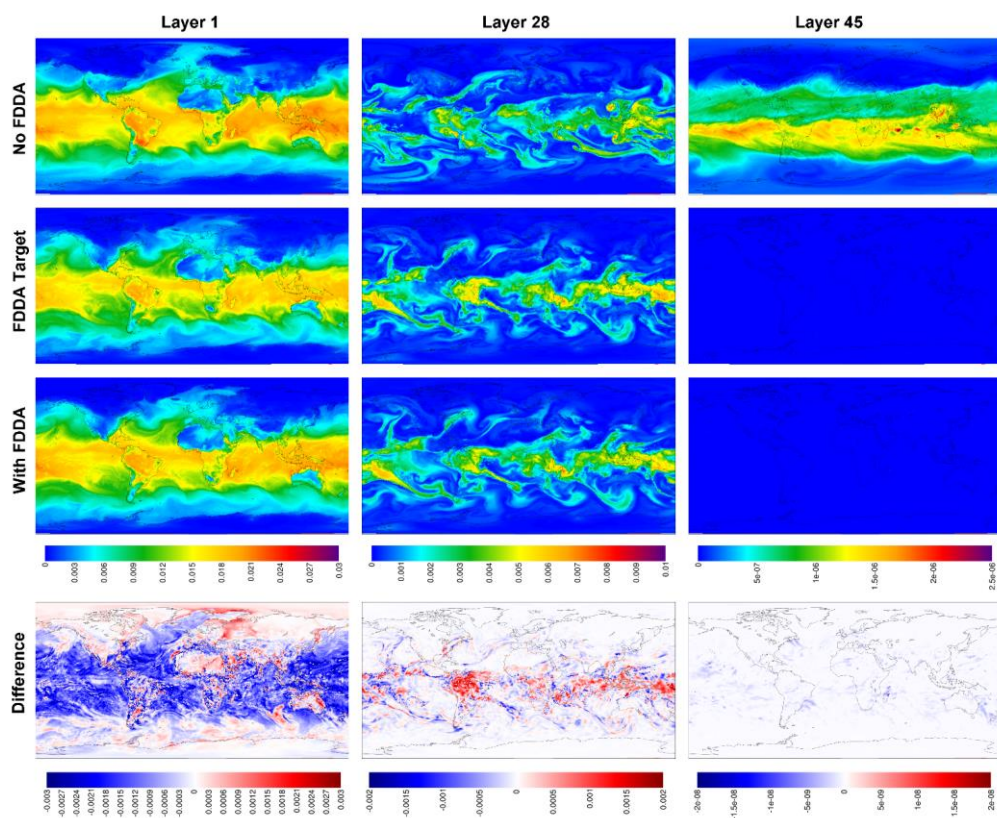 Layer 1 Layer 28 Layer 45
No FDDA
FDDA Target
With FDDA
0 0.003 0.006 0.009 0.012 0.015 0.018 0.021 0.024 0.027 0.03
0 0.001 0.002 0.003 0.004 0.005 0.006 0.007 0.008 0.009 0.01
0 5e-07 1e-06 1.5e-06 2e-06 2.5e-06
Difference
-0.003 -0.0027 -0.0024 -0.0021 -0.0018 -0.0015 -0.0012 -0.0009 -0.0006 -0.0003 0 0.0003 0.0006 0.0009 0.0012 0.0015 0.0018 0.0021 0.0024 0.0027 0.003
-0.002 -0.0015 -0.001 -0.0005 0 0.0005 0.001 0.0015 0.002
-2e-08 -1.5e-08 -1e-08 -5e-09 0 5e-09 1e-08 1.5e-08 2e-08